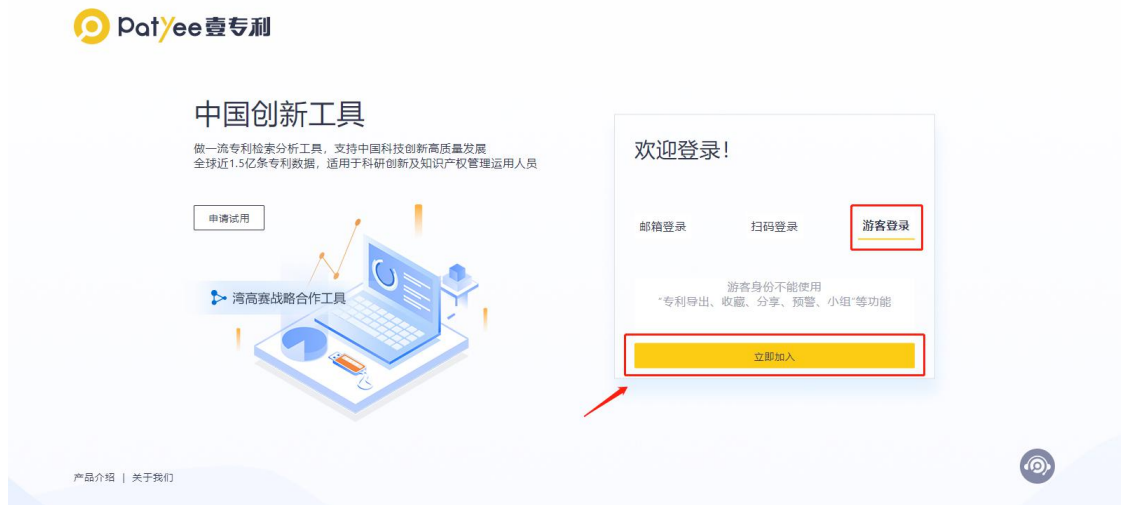 PatYee壹专利
中国创新工具
做一流专利检索分析工具，支持中国科技创新高质量发展
全球近1.5亿条专利数据，适用于科研创新及知识产权管理运用人员
申请试用
湾高赛战略合作工具
欢迎登录！
邮箱登录
扫码登录
游客登录
游客身份不能使用
“专利导出、收藏、分享、预警、小组”等功能
立即加入
产品介绍 | 关于我们